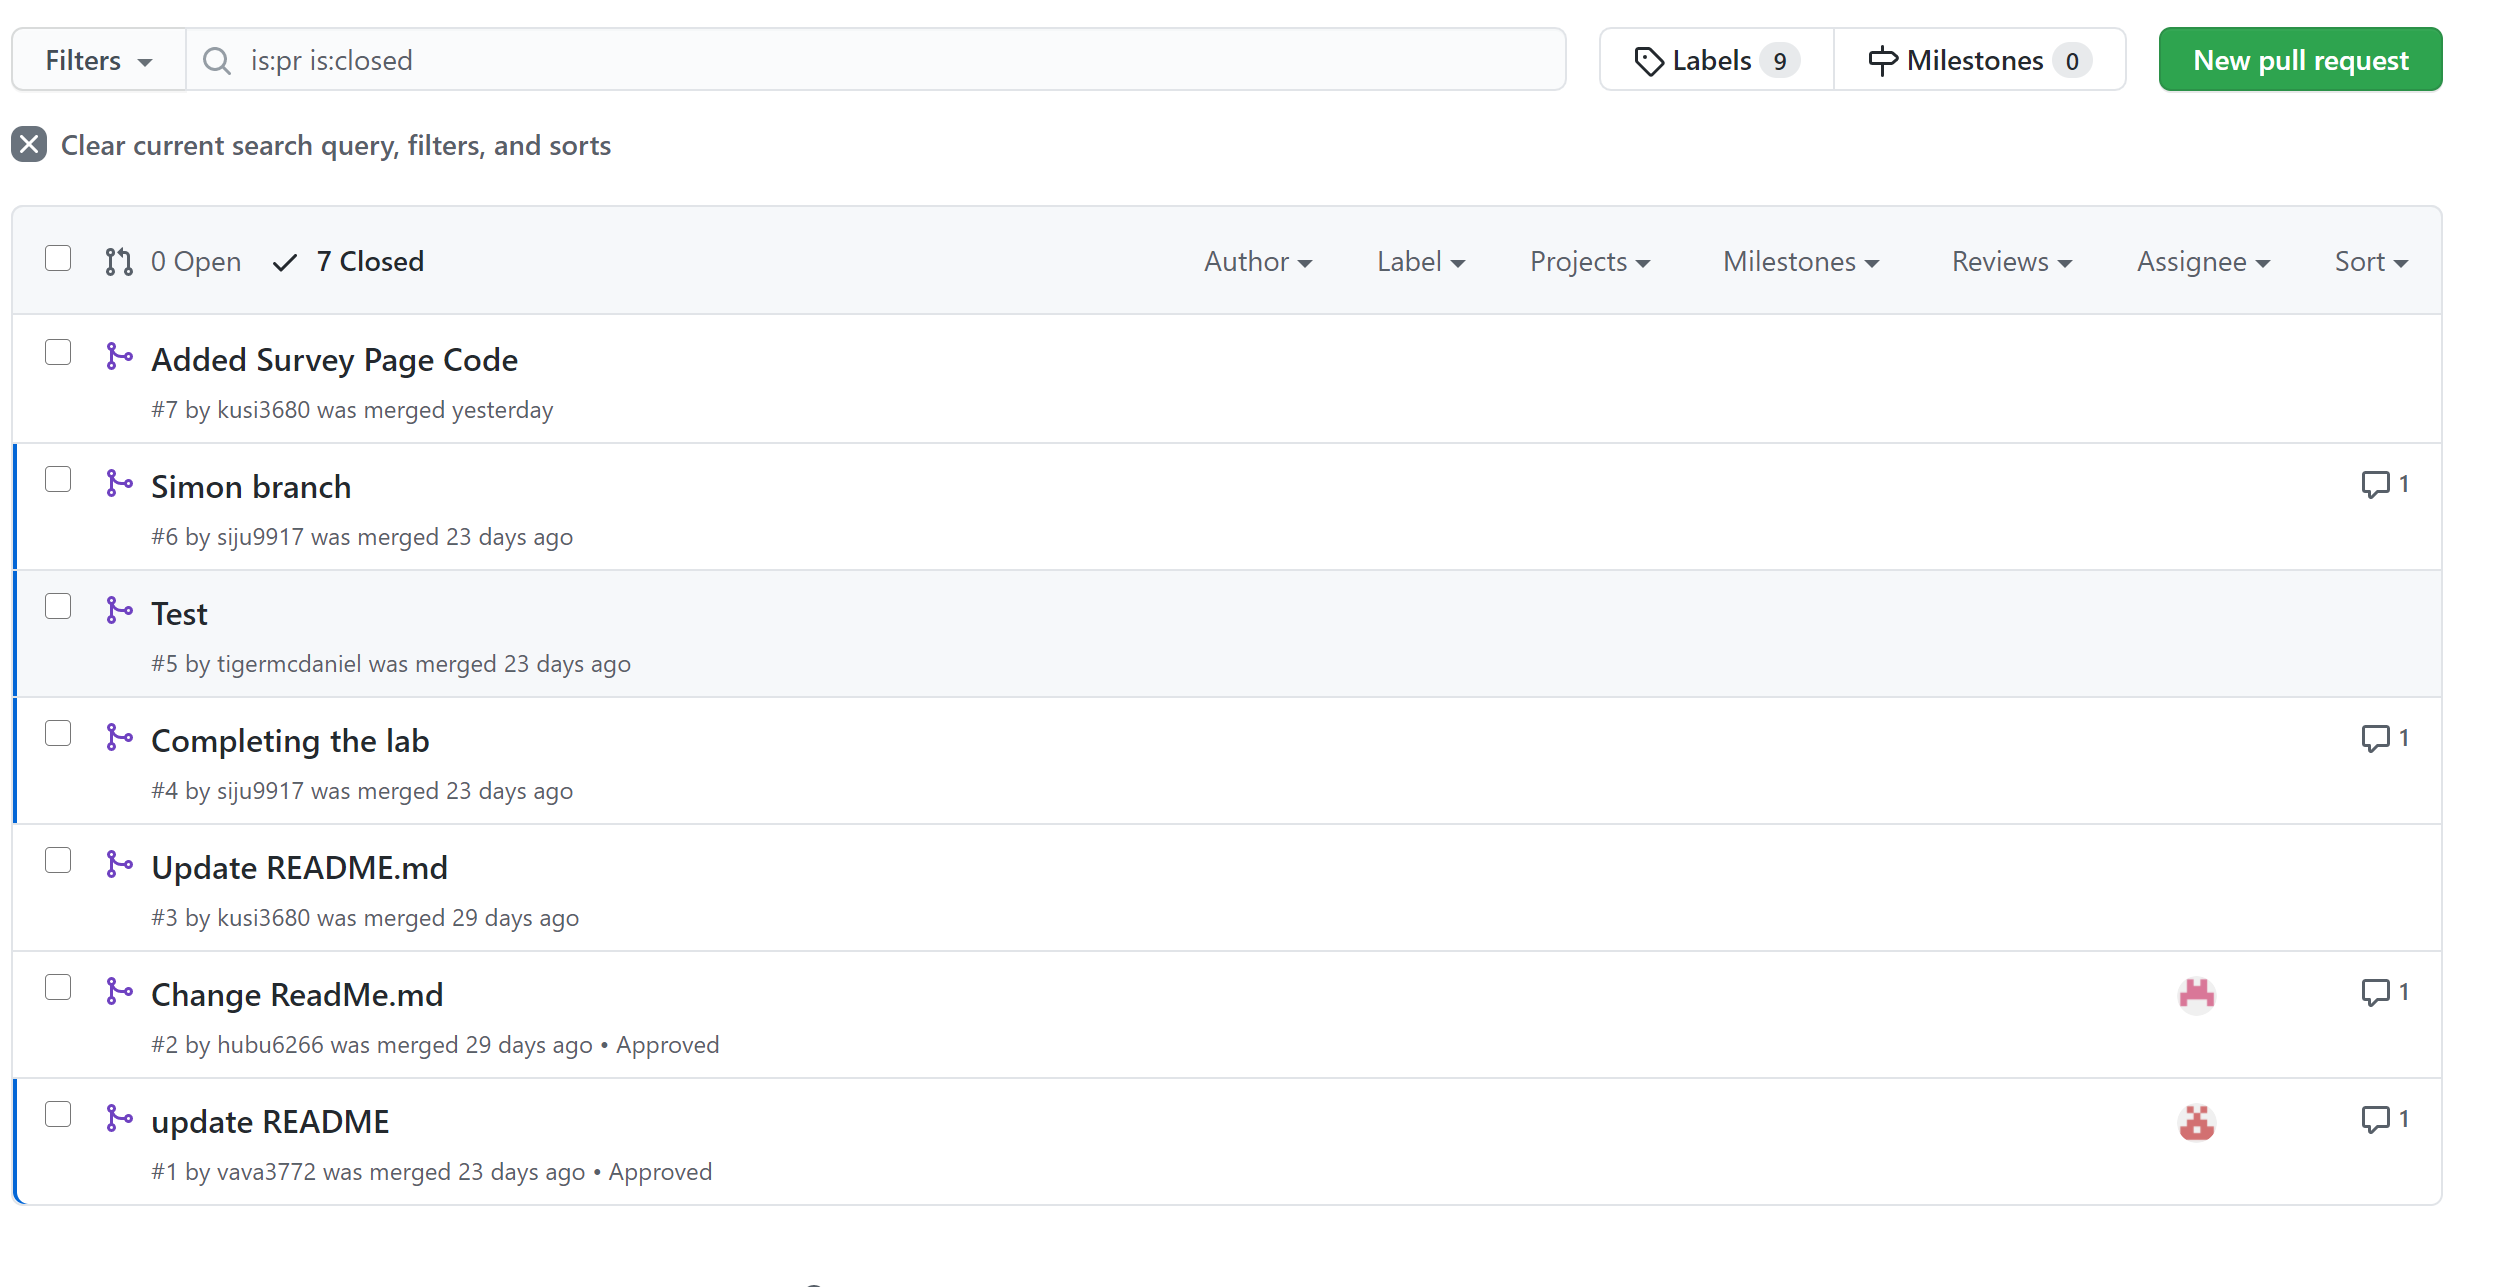 Filters is:pr is:closed Labels 9 Milestones 0 New pull request
Clear current search query, filters, and sorts
0 Open 7 Closed Author Label Projects Milestones Reviews Assignee Sort
Added Survey Page Code
#7 by kusi3680 was merged yesterday
Simon branch 1
#6 by siju9917 was merged 23 days ago
Test
#5 by tigermcdaniel was merged 23 days ago
Completing the lab 1
#4 by siju9917 was merged 23 days ago
Update README.md
#3 by kusi3680 was merged 29 days ago
Change ReadMe.md 1
#2 by hubu6266 was merged 29 days ago • Approved
update README 1
#1 by vava3772 was merged 23 days ago • Approved